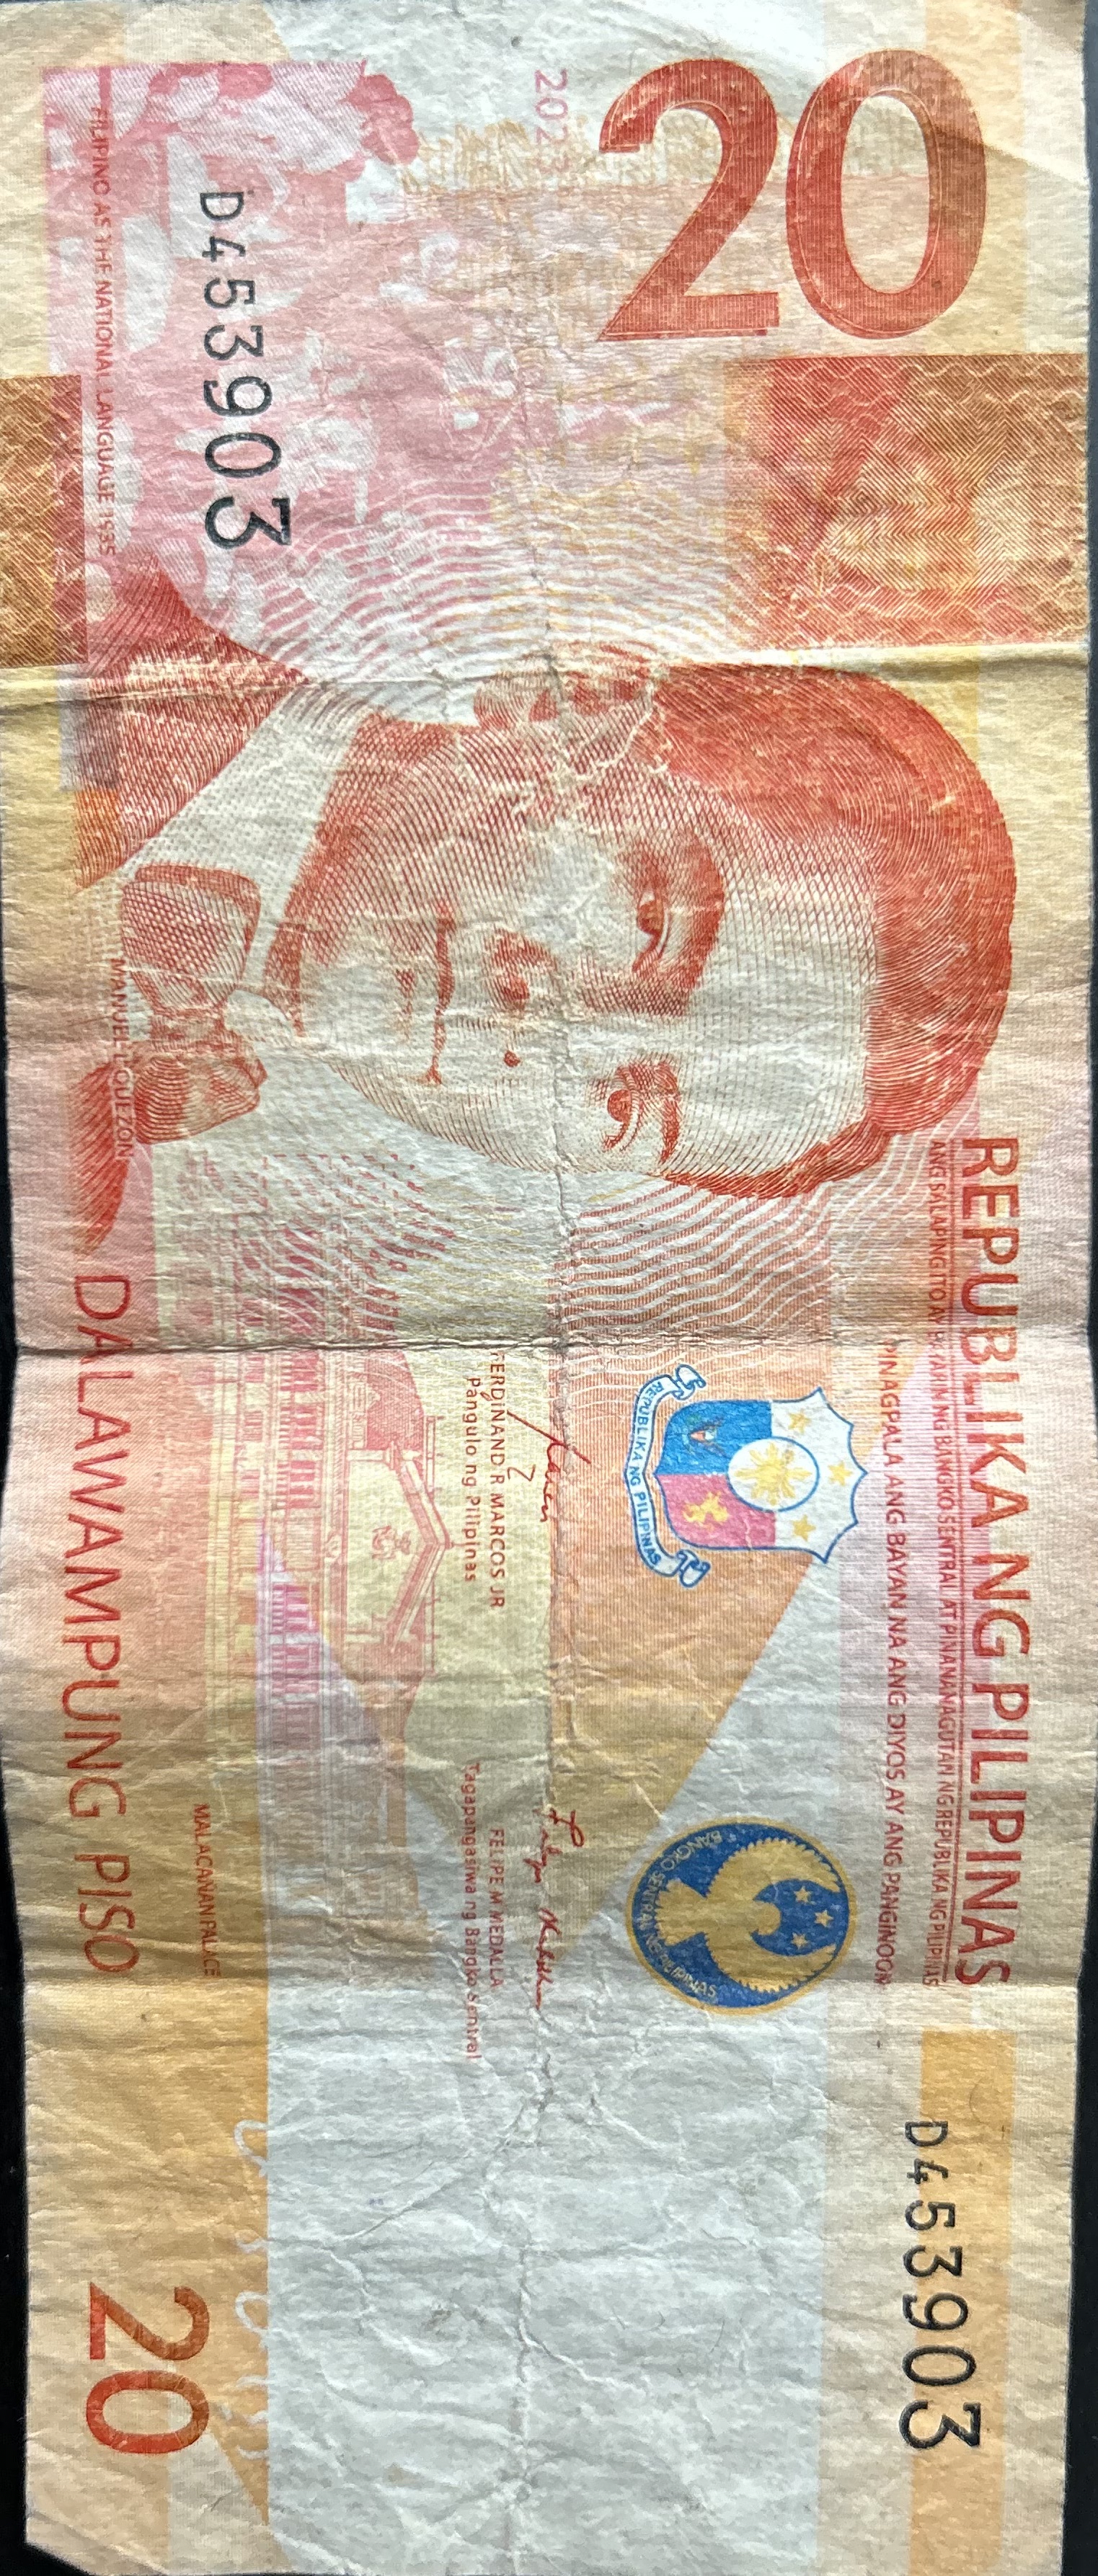 REPUBLIKA NG PILIPINAS
ANG SALAPING ITO AY BAYARIN NG BANGKO SENTRAL AT PINANANAGUTAN NG REPUBLIKA NG PILIPINAS
PINAGPALA ANG BAYAN NA ANG DIYOS AY ANG PANGINOON
D453903
REPUBLIKA NG PILIPINAS
BANGKO SENTRAL NG PILIPINAS
20
FERDINAND R MARCOS JR
Pangulo ng Pilipinas
FELIPE M MEDALLA
Tagapangasiwa ng Bangko Sentral
202
MALACAÑAN PALACE
D453903
MANUEL L QUEZON
FILIPINO AS THE NATIONAL LANGUAGE 1935
DALAWAMPUNG PISO
20